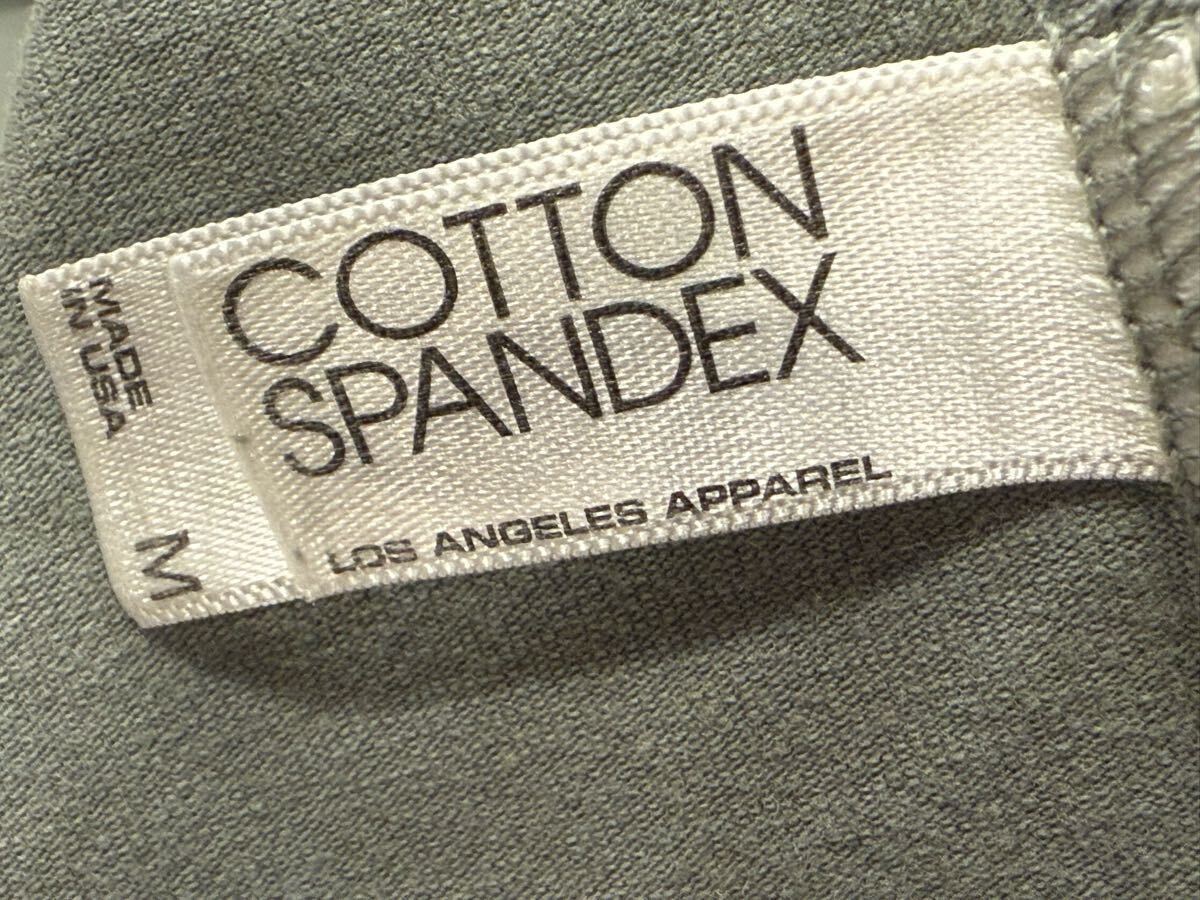 COTTON
SPANDEX
LOS ANGELES APPAREL
MADE
IN USA
M